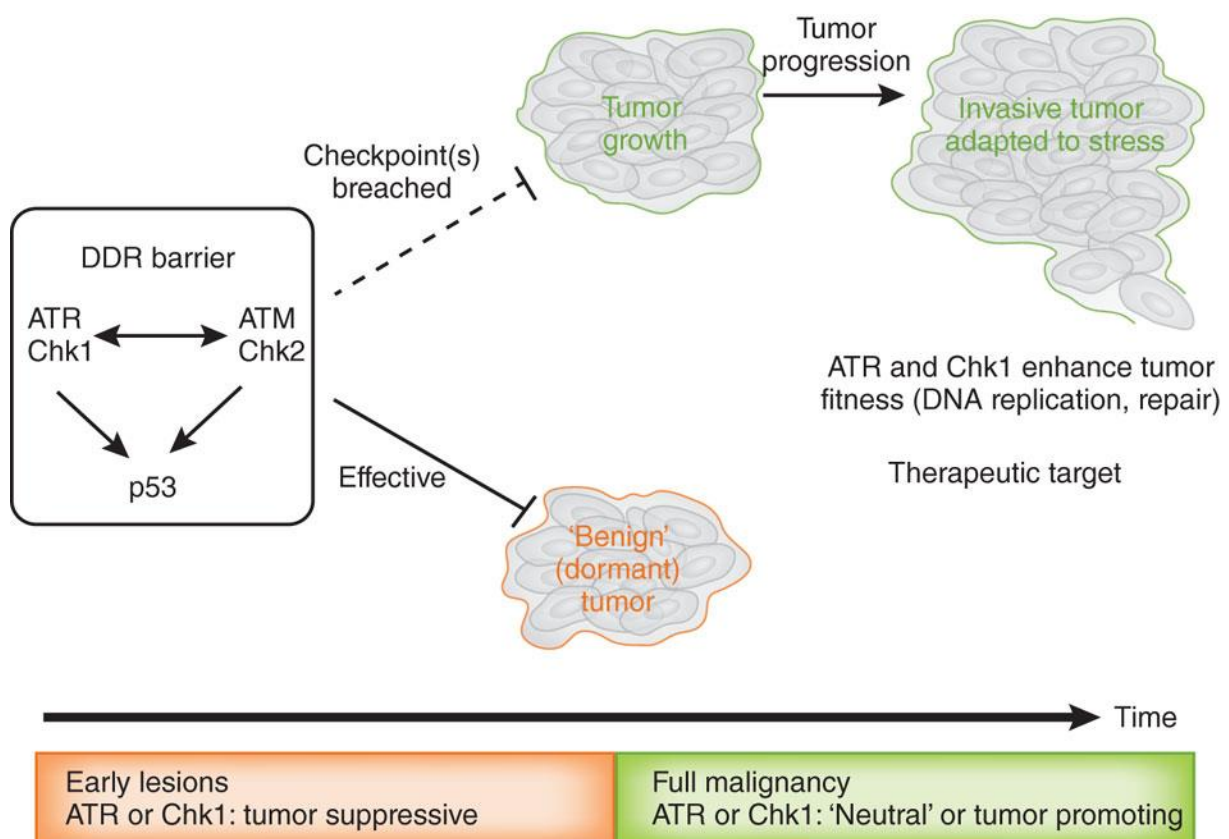 Tumor
progression
Tumor
growth
Invasive tumor
adapted to stress
Checkpoint(s)
breached
DDR barrier
ATR
Chk1
ATM
Chk2
p53
Effective
ATR and Chk1 enhance tumor
fitness (DNA replication, repair)
Therapeutic target
‘Benign’
(dormant)
tumor
Time
Early lesions
ATR or Chk1: tumor suppressive
Full malignancy
ATR or Chk1: ‘Neutral’ or tumor promoting